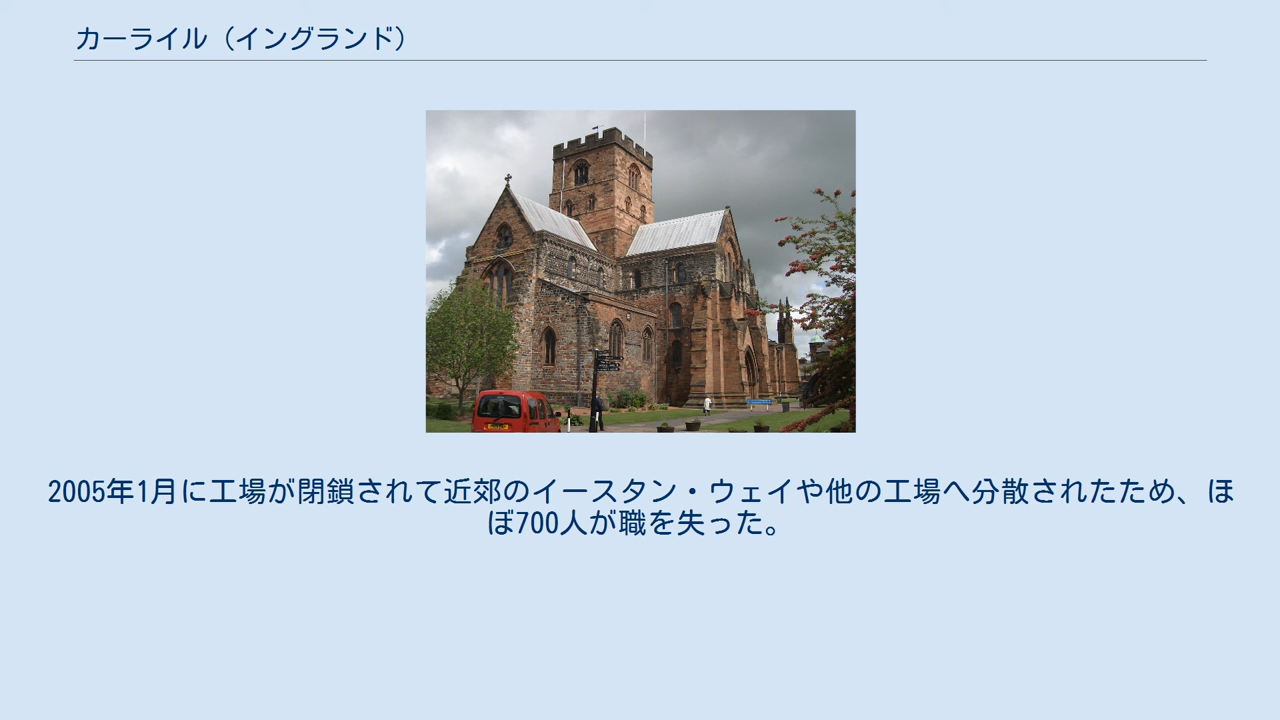 カーライル（イングランド）
2005年1月に工場が閉鎖されて近郊のイースタン・ウェイや他の工場へ分散されたため、ほ
ぼ700人が職を失った。